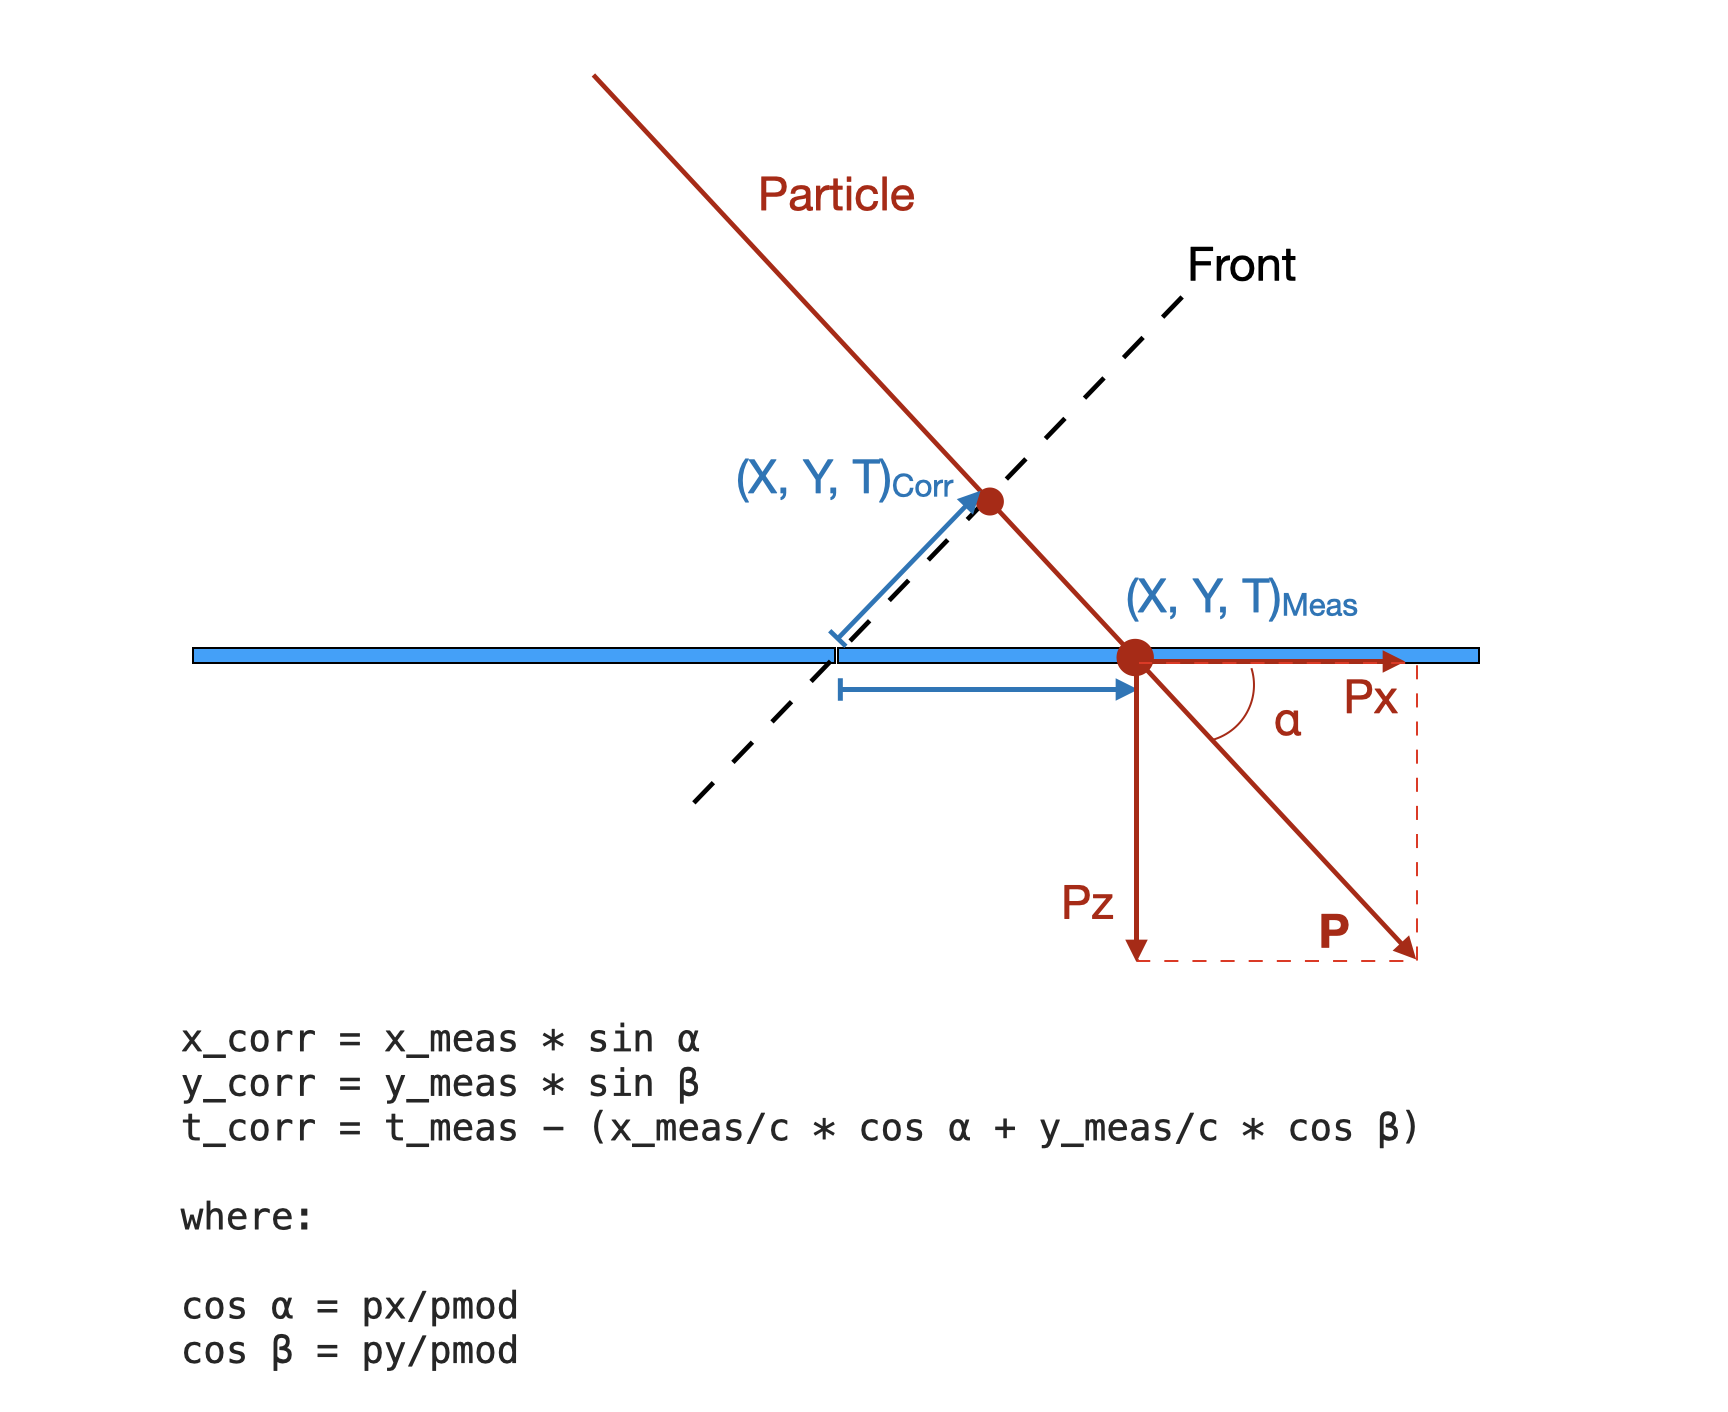 Particle
Front
(X, Y, T)Corr
(X, Y, T)Meas
Px
α
Pz
P
x_corr = x_meas * sin α
y_corr = y_meas * sin β
t_corr = t_meas − (x_meas/c * cos α + y_meas/c * cos β)
where:
cos α = px/pmod
cos β = py/pmod